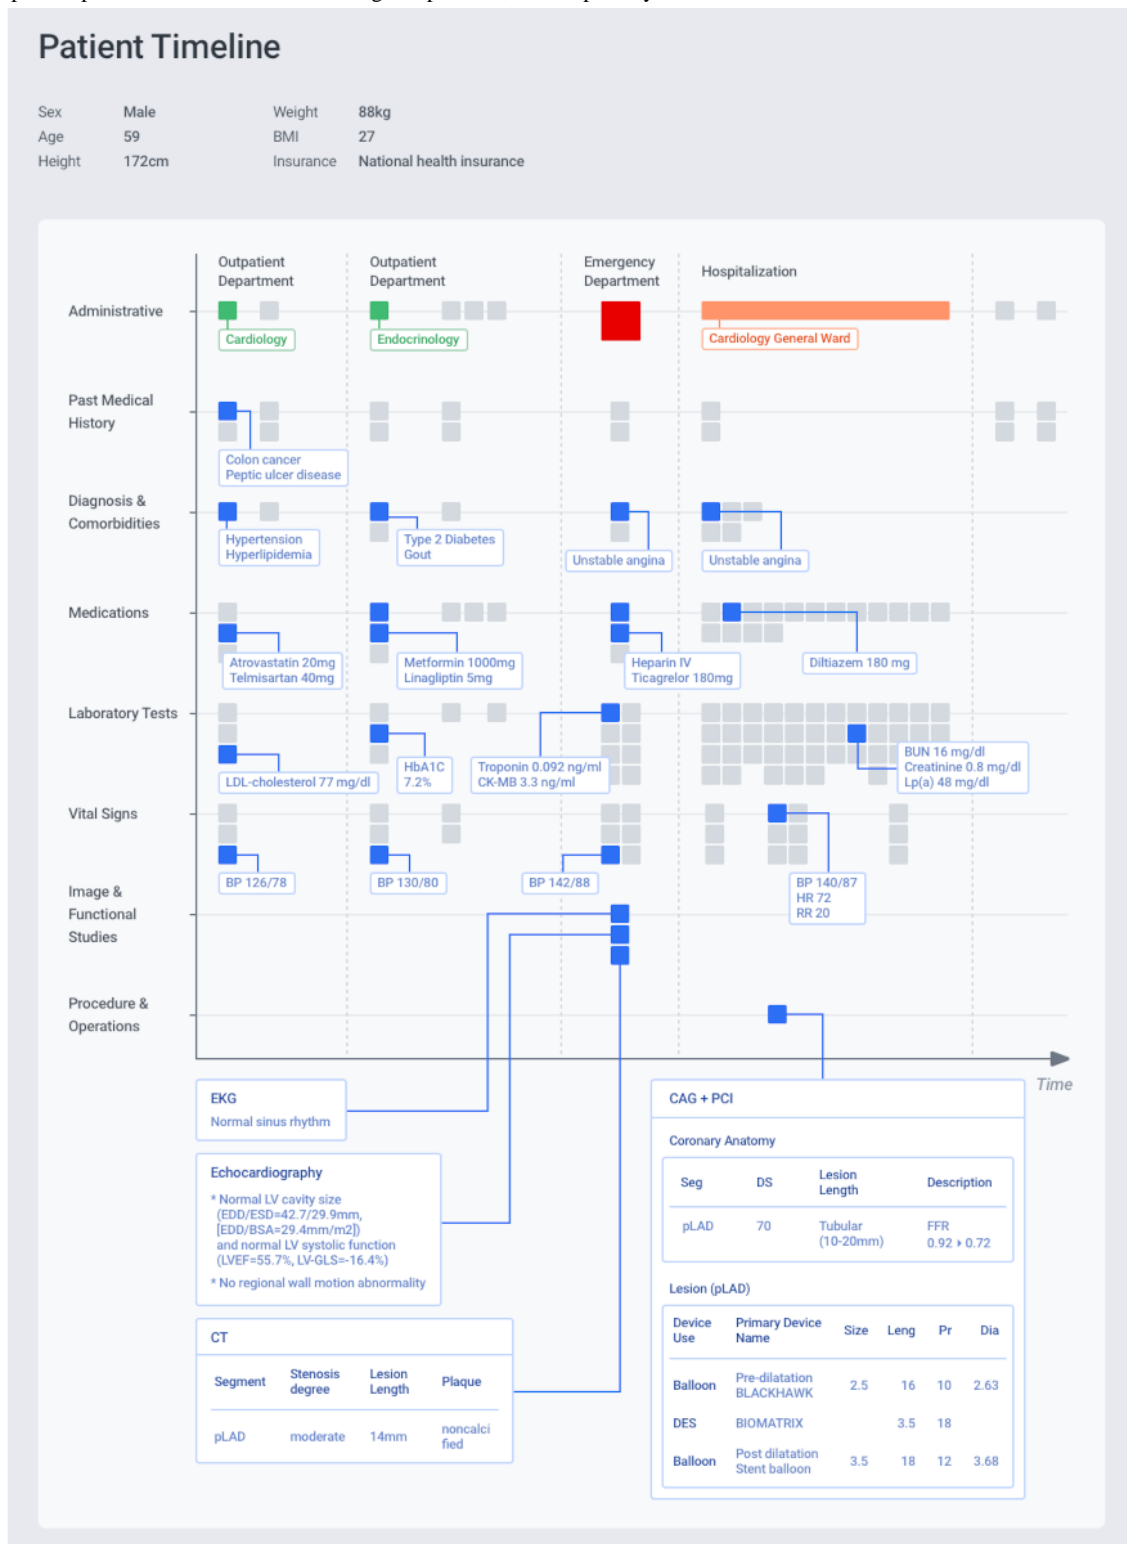 Patient Timeline
Sex Male Weight 88kg
Age 59 BMI 27
Height 172cm Insurance National health insurance
Outpatient
Department
Outpatient
Department
Emergency
Department
Hospitalization
Administrative
Cardiology
Endocrinology
Cardiology General Ward
Past Medical
History
Colon cancer
Peptic ulcer disease
Diagnosis &
Comorbidities
Hypertension
Hyperlipidemia
Type 2 Diabetes
Gout
Unstable angina
Unstable angina
Medications
Atrovastatin 20mg
Telmisartan 40mg
Metformin 1000mg
Linagliptin 5mg
Heparin IV
Ticagrelor 180mg
Diltiazem 180 mg
Laboratory Tests
LDL-cholesterol 77 mg/dl
HbA1C
7.2%
Troponin 0.092 ng/ml
CK-MB 3.3 ng/ml
BUN 16 mg/dl
Creatinine 0.8 mg/dl
Lp(a) 48 mg/dl
Vital Signs
BP 126/78
BP 130/80
BP 142/88
BP 140/87
HR 72
RR 20
Image &
Functional
Studies
Procedure &
Operations
Time
EKG
Normal sinus rhythm
Echocardiography
* Normal LV cavity size
(EDD/ESD=42.7/29.9mm,
[EDD/BSA=29.4mm/m2])
and normal LV systolic function
(LVEF=55.7%, LV-GLS=-16.4%)
* No regional wall motion abnormality
CT
Segment Stenosis degree Lesion Length Plaque
pLAD moderate 14mm noncalci
fied
CAG + PCI
Coronary Anatomy
Seg DS Lesion Length Description
pLAD 70 Tubular (10-20mm) FFR 0.92 ▸ 0.72
Lesion (pLAD)
Device Use Primary Device Name Size Leng Pr Dia
Balloon Pre-dilatation BLACKHAWK 2.5 16 10 2.63
DES BIOMATRIX 3.5 18
Balloon Post dilatation Stent balloon 3.5 18 12 3.68